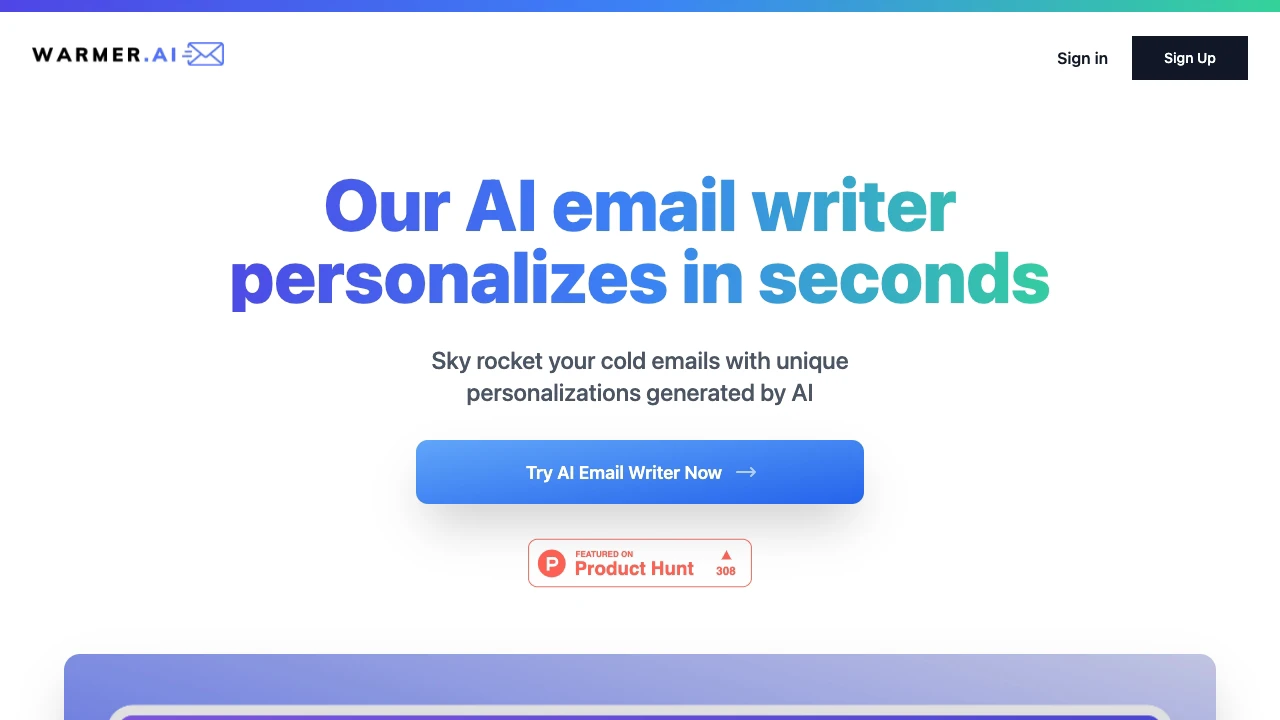 WARMER.AI
Sign in
Sign Up
Our AI email writer
personalizes in seconds
Sky rocket your cold emails with unique
personalizations generated by AI
Try AI Email Writer Now →
P
FEATURED ON
Product Hunt
▲
308